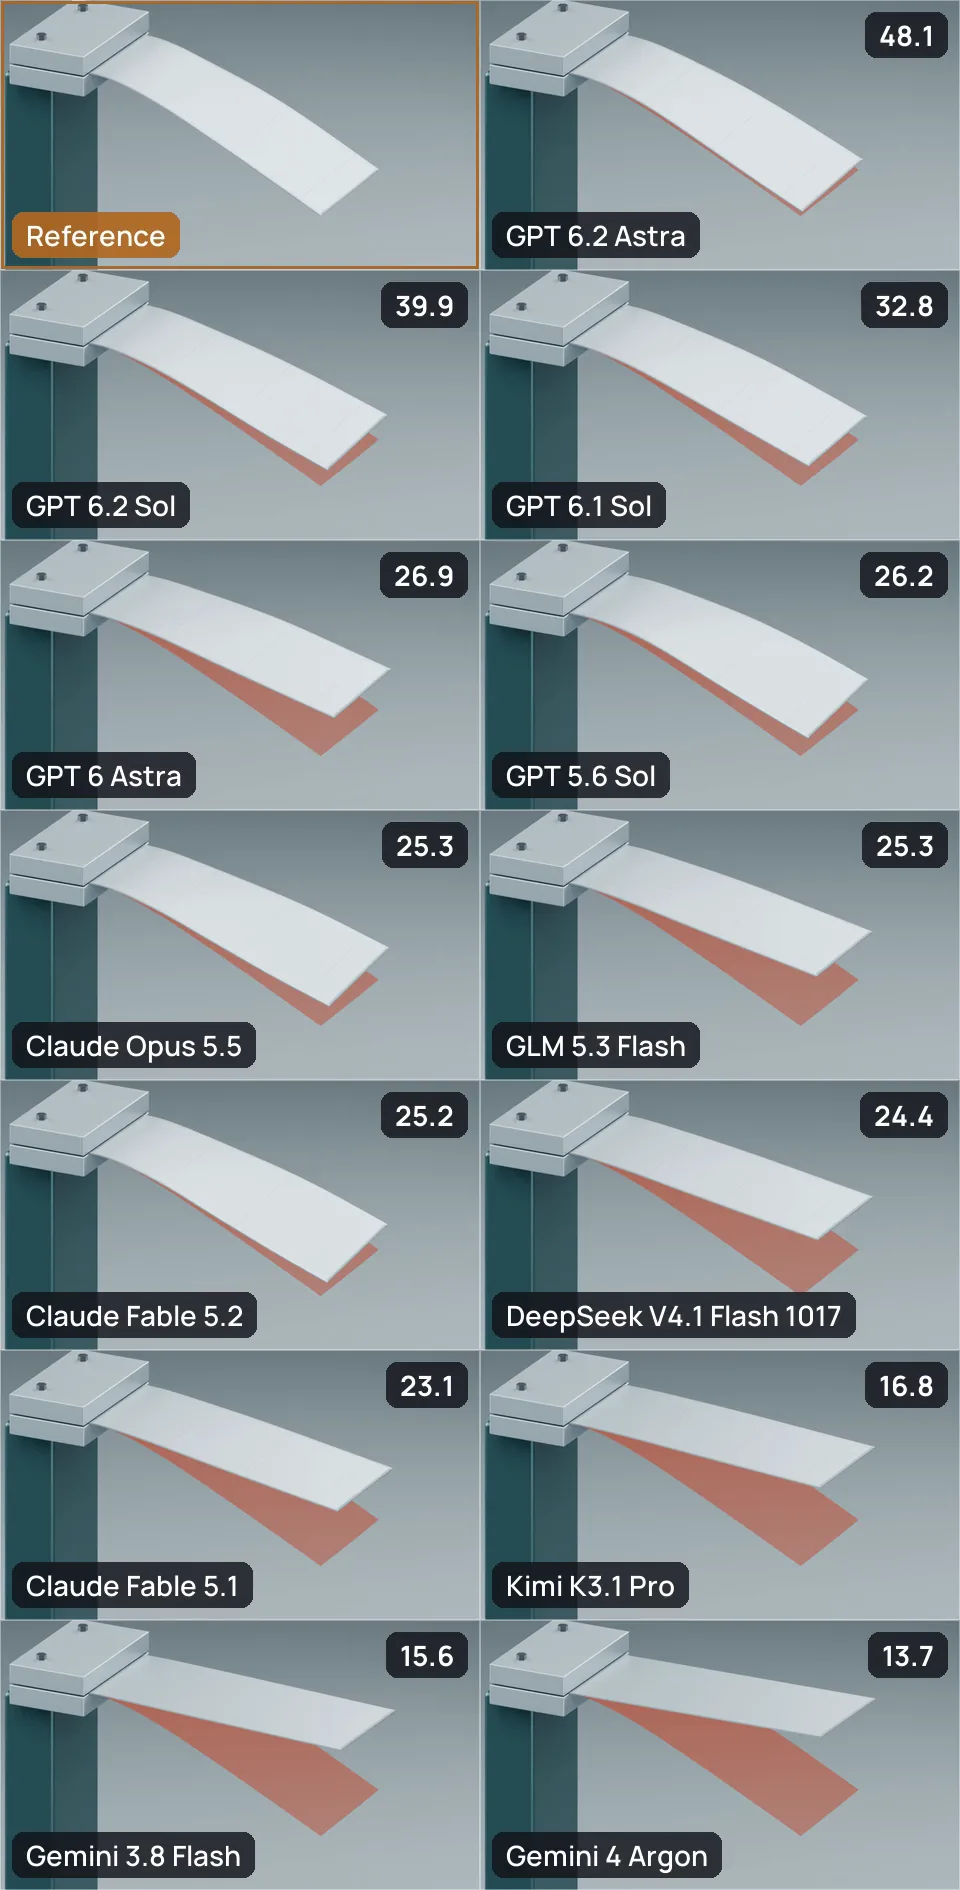 Reference
48.1
GPT 6.2 Astra
39.9
GPT 6.2 Sol
32.8
GPT 6.1 Sol
26.9
GPT 6 Astra
26.2
GPT 5.6 Sol
25.3
Claude Opus 5.5
25.3
GLM 5.3 Flash
25.2
Claude Fable 5.2
24.4
DeepSeek V4.1 Flash 1017
23.1
Claude Fable 5.1
16.8
Kimi K3.1 Pro
15.6
Gemini 3.8 Flash
13.7
Gemini 4 Argon